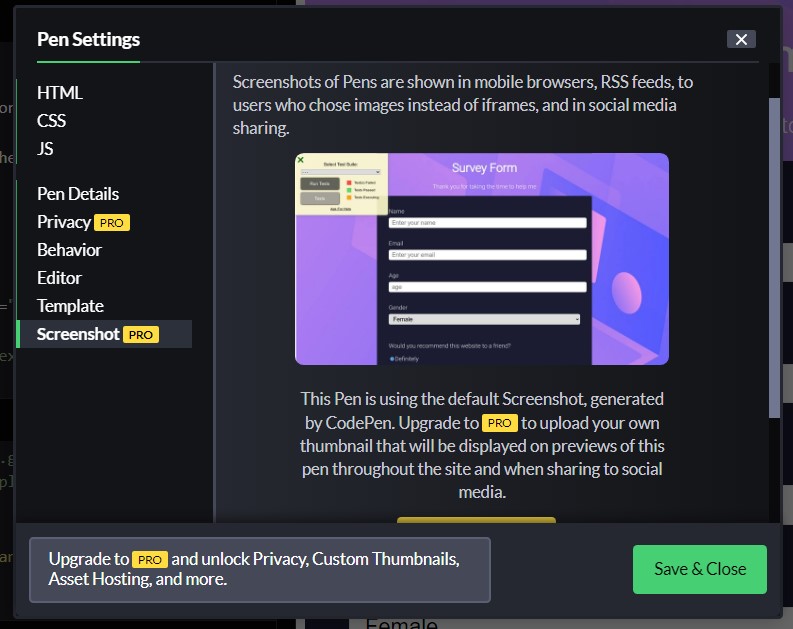 Pen Settings
HTML
CSS
JS
Pen Details
Privacy PRO
Behavior
Editor
Template
Screenshot PRO
Screenshots of Pens are shown in mobile browsers, RSS feeds, to
users who chose images instead of iframes, and in social media
sharing.
Select Test Suite:
Run Tests
Tests
Tests Failed
Tests Passed
Tests Executing
Survey Form
Thank you for taking the time to help me
Name
Enter your name
Email
Enter your email
Age
age
Gender
Female
Would you recommend this website to a friend?
Definitely
This Pen is using the default Screenshot, generated
by CodePen. Upgrade to PRO to upload your own
thumbnail that will be displayed on previews of this
pen throughout the site and when sharing to social
media.
Upgrade to PRO and unlock Privacy, Custom Thumbnails,
Asset Hosting, and more.
Save & Close
Female